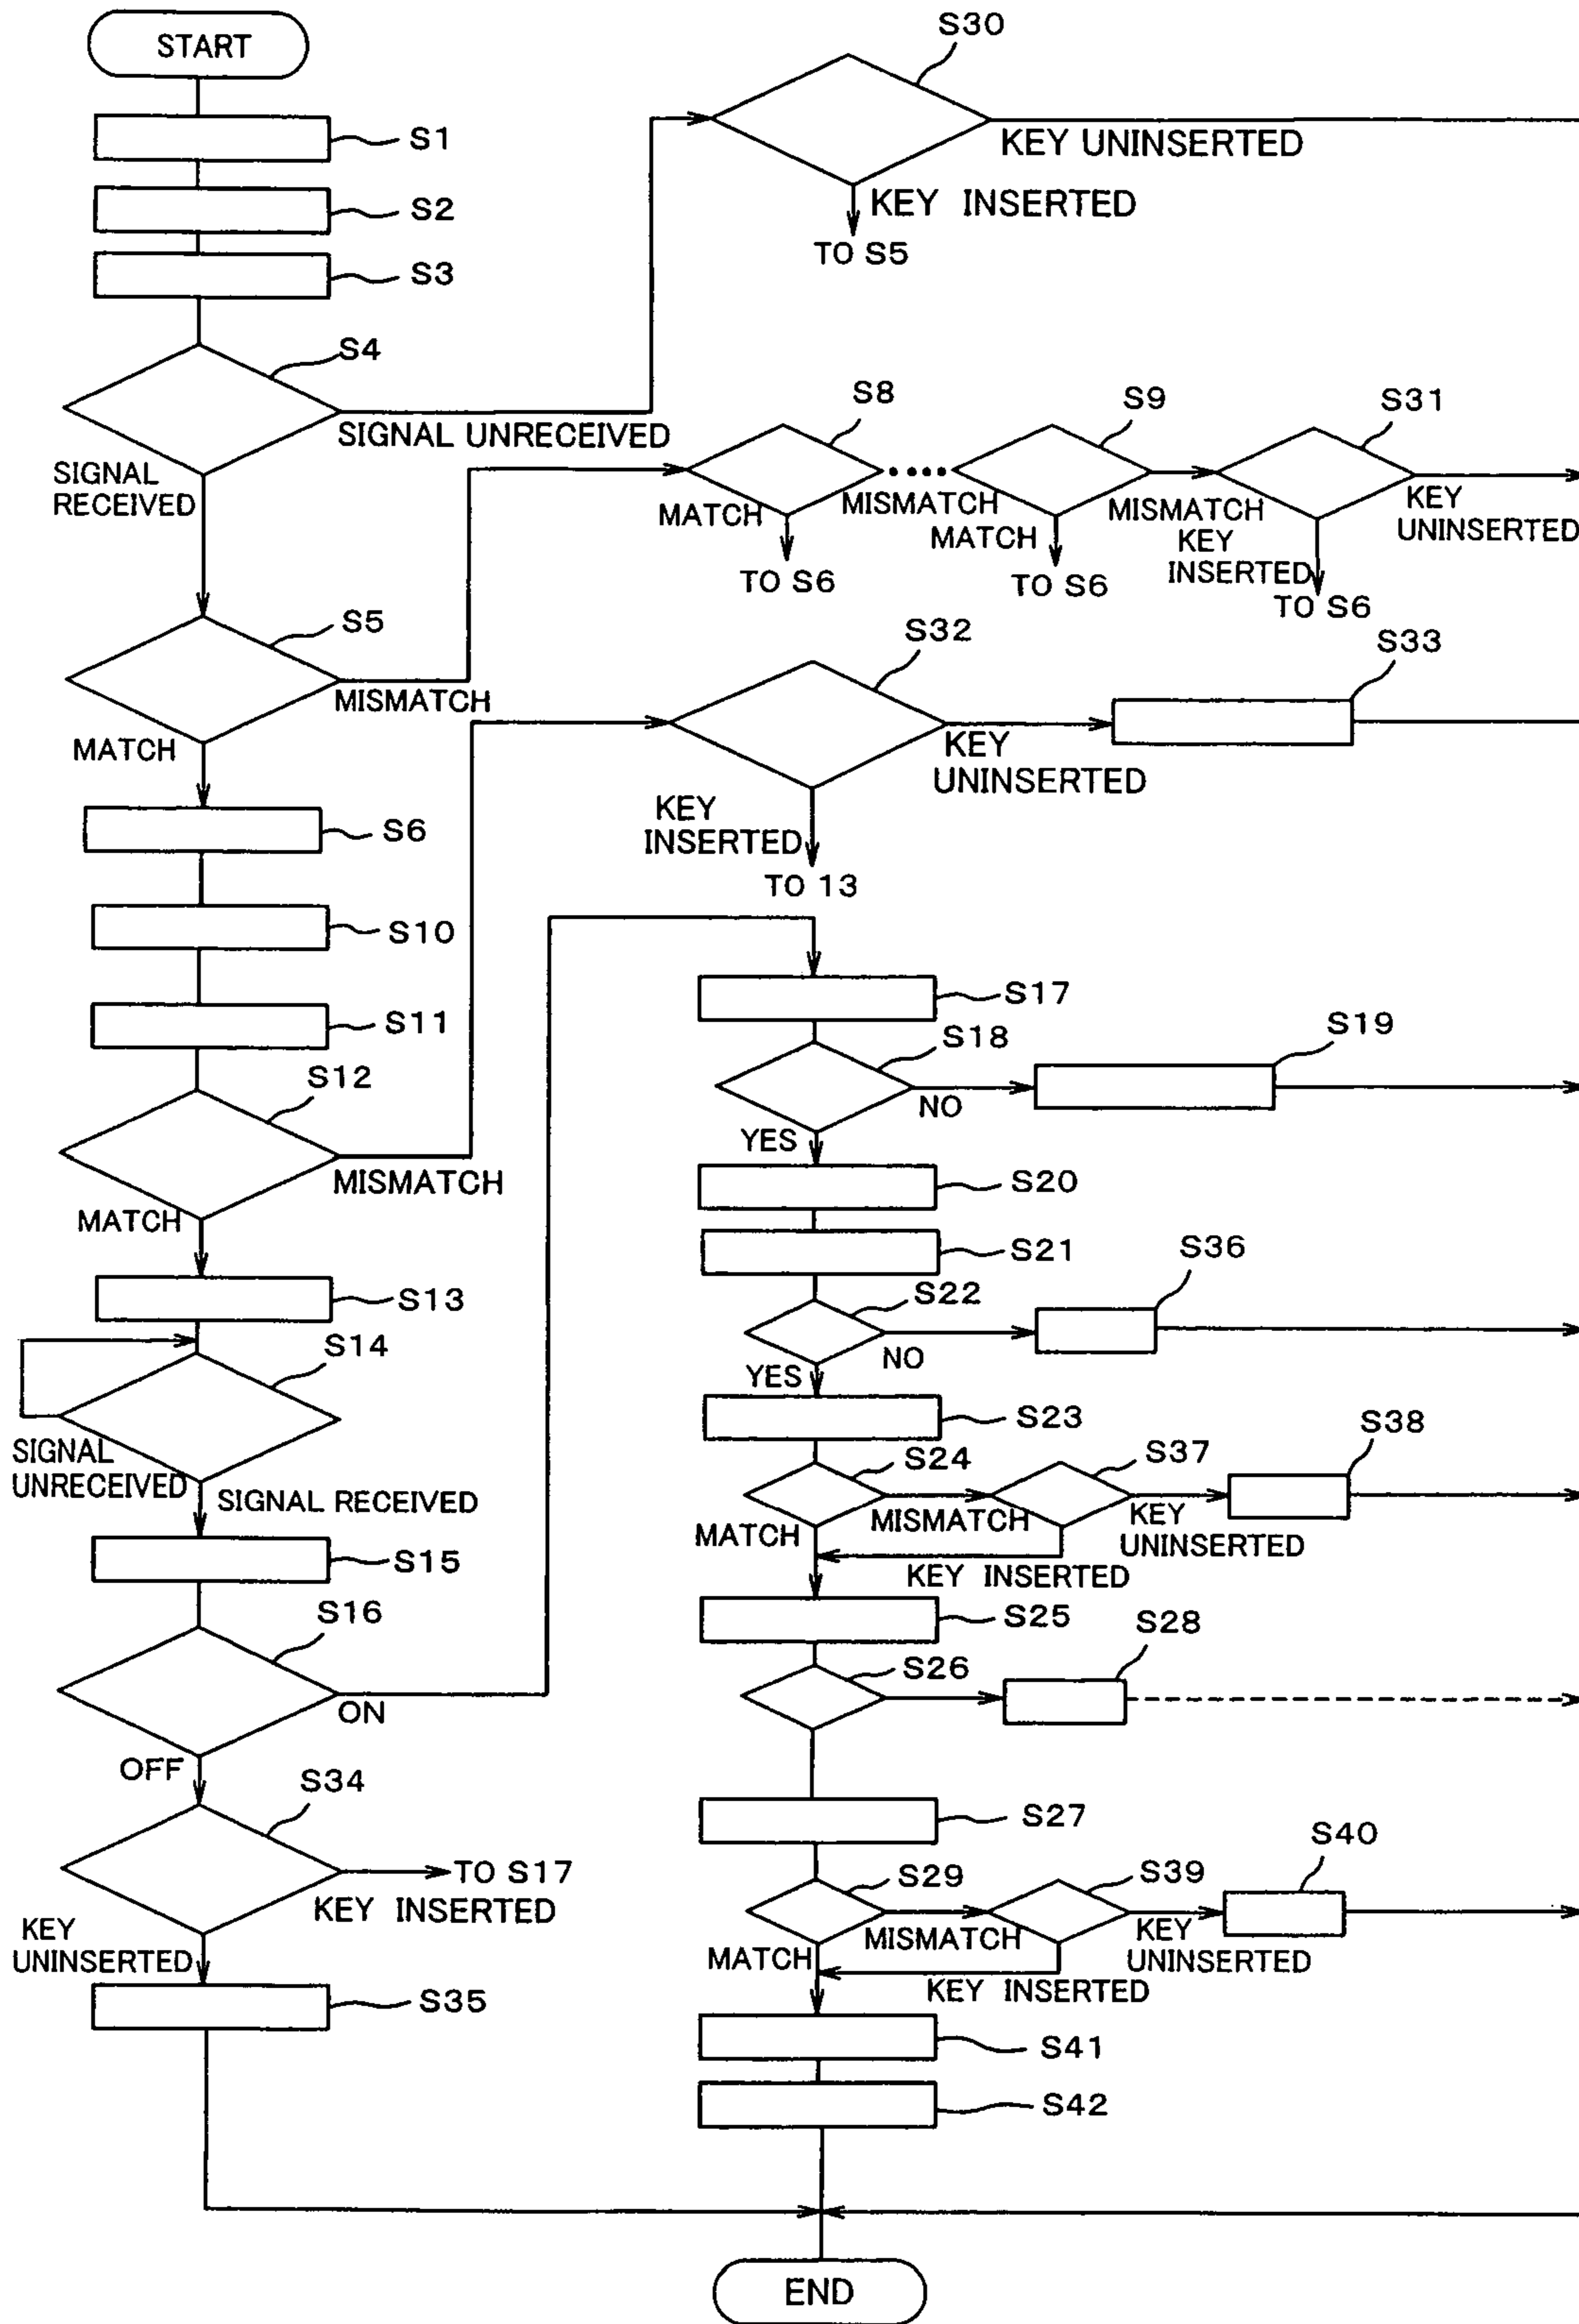 START
S1
S2
S3
S4
SIGNAL UNRECEIVED
SIGNAL
RECEIVED
S30
KEY UNINSERTED
KEY INSERTED
TO S5
S5
MISMATCH
MATCH
S8
MATCH
MISMATCH
TO S6
S9
MATCH
MISMATCH
TO S6
S31
KEY
UNINSERTED
KEY
INSERTED
TO S6
S6
S10
S11
S12
MISMATCH
MATCH
S32
KEY
UNINSERTED
KEY
INSERTED
TO 13
S33
S13
S14
SIGNAL
UNRECEIVED
SIGNAL RECEIVED
S15
S16
ON
OFF
S34
TO S17
KEY INSERTED
KEY
UNINSERTED
S35
S17
S18
NO
YES
S19
S20
S21
S22
NO
YES
S36
S23
S24
MISMATCH
MATCH
S37
KEY
UNINSERTED
KEY INSERTED
S38
S25
S26
S28
S27
S29
MISMATCH
MATCH
S39
KEY
UNINSERTED
KEY INSERTED
S40
S41
S42
END